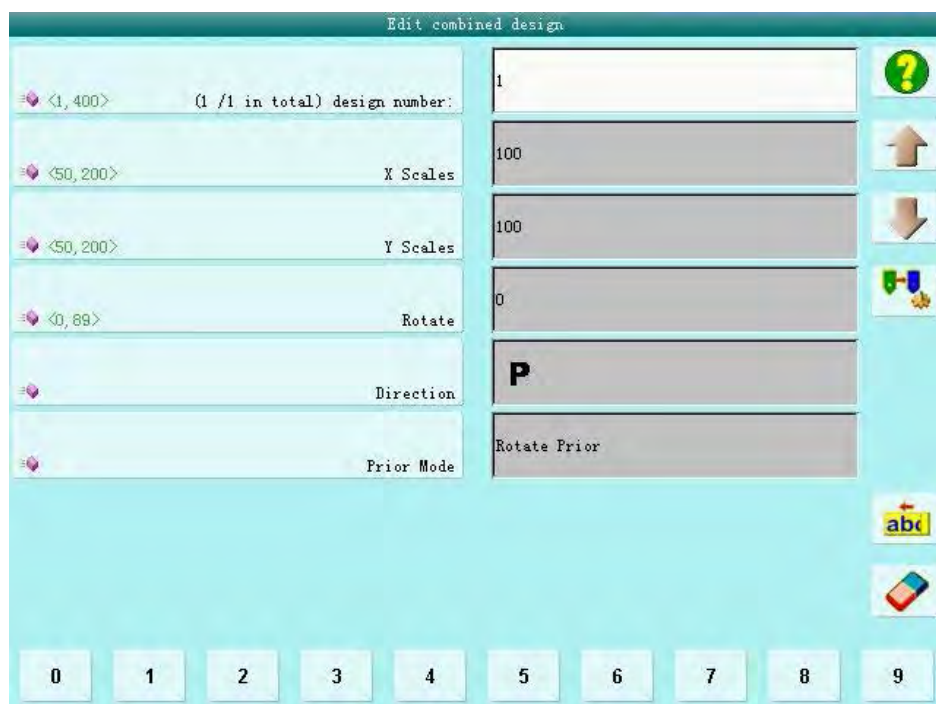 Edit combined design
<1,400> (1 /1 in total) design number: 1
<50,200> X Scales 100
<50,200> Y Scales 100
<0,89> Rotate 0
Direction P
Prior Mode Rotate Prior
abc
0 1 2 3 4 5 6 7 8 9